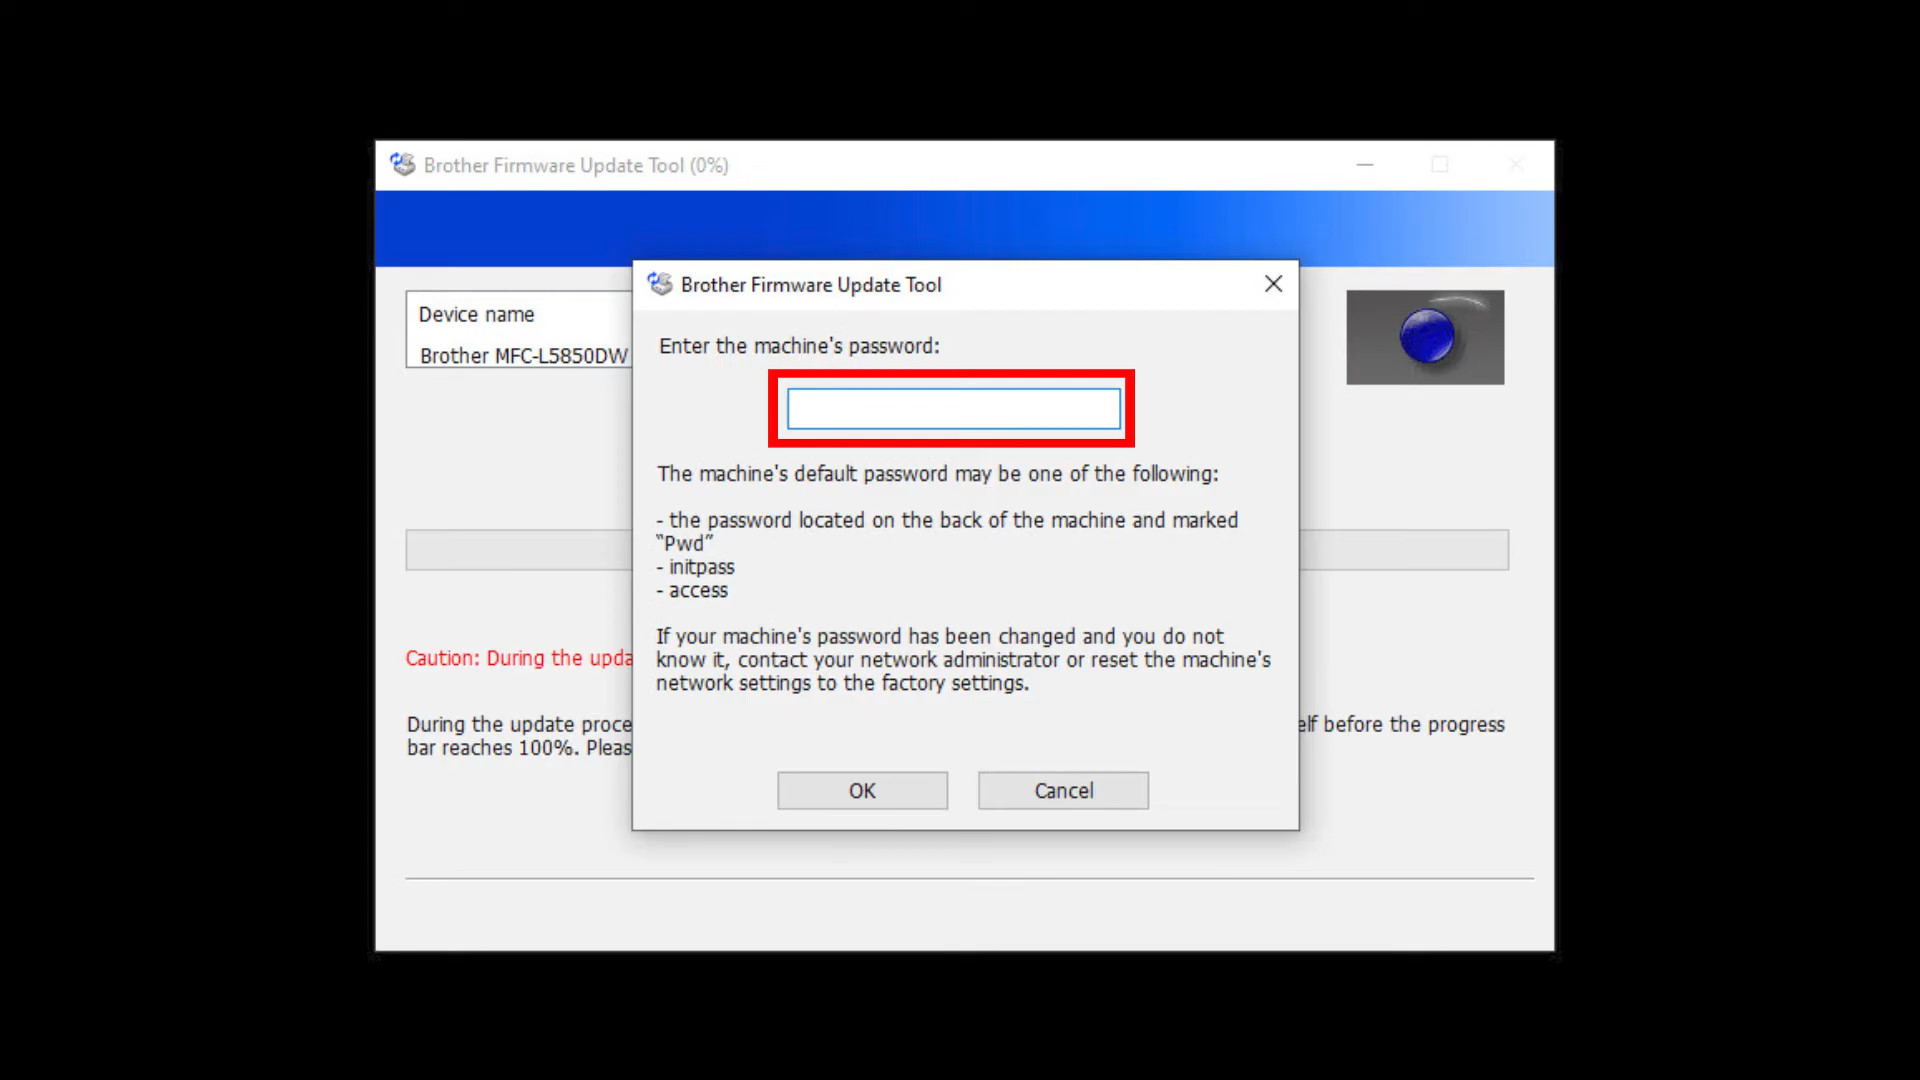 Brother Firmware Update Tool (0%)
Brother Firmware Update Tool
Device name
Brother MFC-L5850DW
Enter the machine's password:
The machine's default password may be one of the following:
- the password located on the back of the machine and marked
“Pwd”
- initpass
- access
If your machine's password has been changed and you do not
know it, contact your network administrator or reset the machine's
network settings to the factory settings.
Caution: During the upda
During the update proce
elf before the progress
bar reaches 100%. Pleas
OK
Cancel